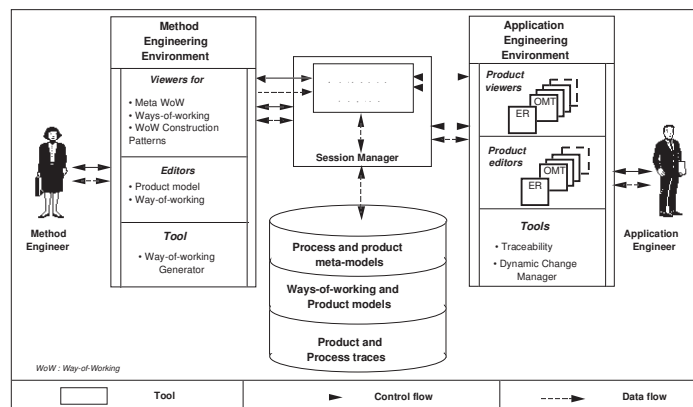 Method
Engineering
Environment
Viewers for
• Meta WoW
• Ways-of-working
• WoW Construction
Patterns
Editors
• Product model
• Way-of-working
Tool
• Way-of-working
Generator
Method
Engineer
Session Manager
Process and product
meta-models
Ways-of-working and
Product models
Product and
Process traces
Application
Engineering
Environment
Product
viewers
OMT
ER
Product
editors
OMT
ER
Tools
• Traceability
• Dynamic Change
Manager
Application
Engineer
WoW : Way-of-Working
Tool
Control flow
Data flow